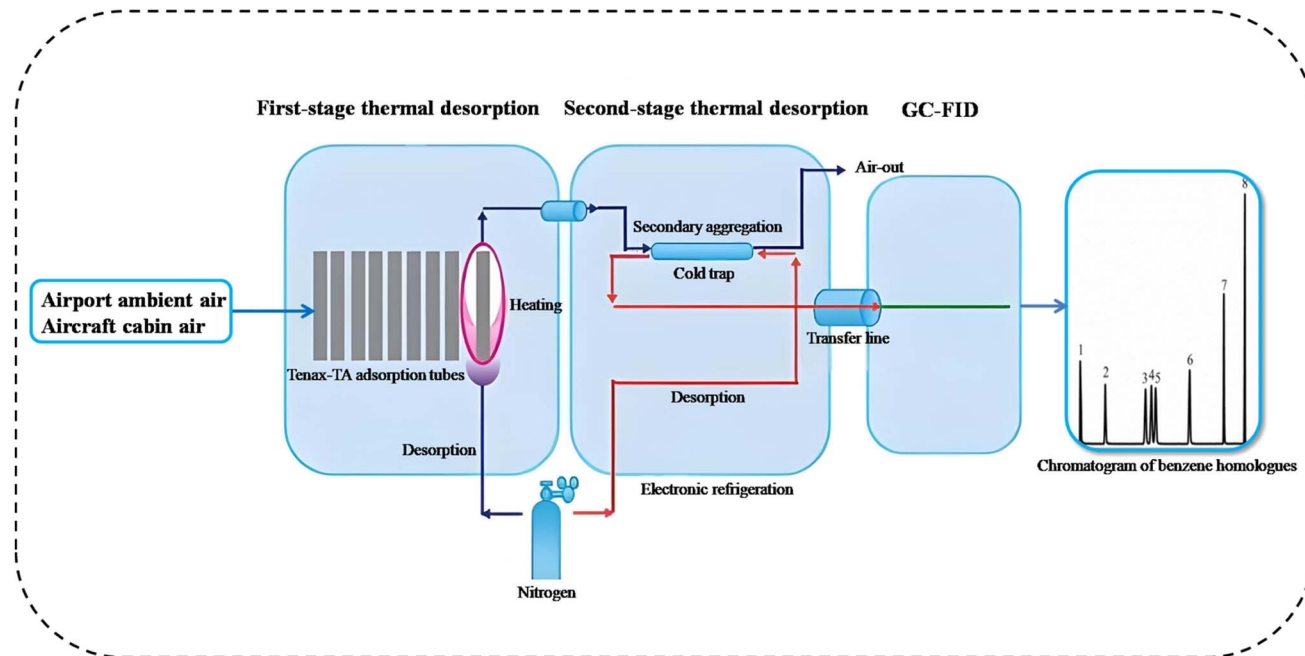 First-stage thermal desorption
Second-stage thermal desorption
GC-FID
Air-out
Secondary aggregation
Cold trap
Heating
Airport ambient air
Aircraft cabin air
Tenax-TA adsorption tubes
Transfer line
Desorption
Desorption
Electronic refrigeration
Nitrogen
1
2
3
4
5
6
7
8
Chromatogram of benzene homologues